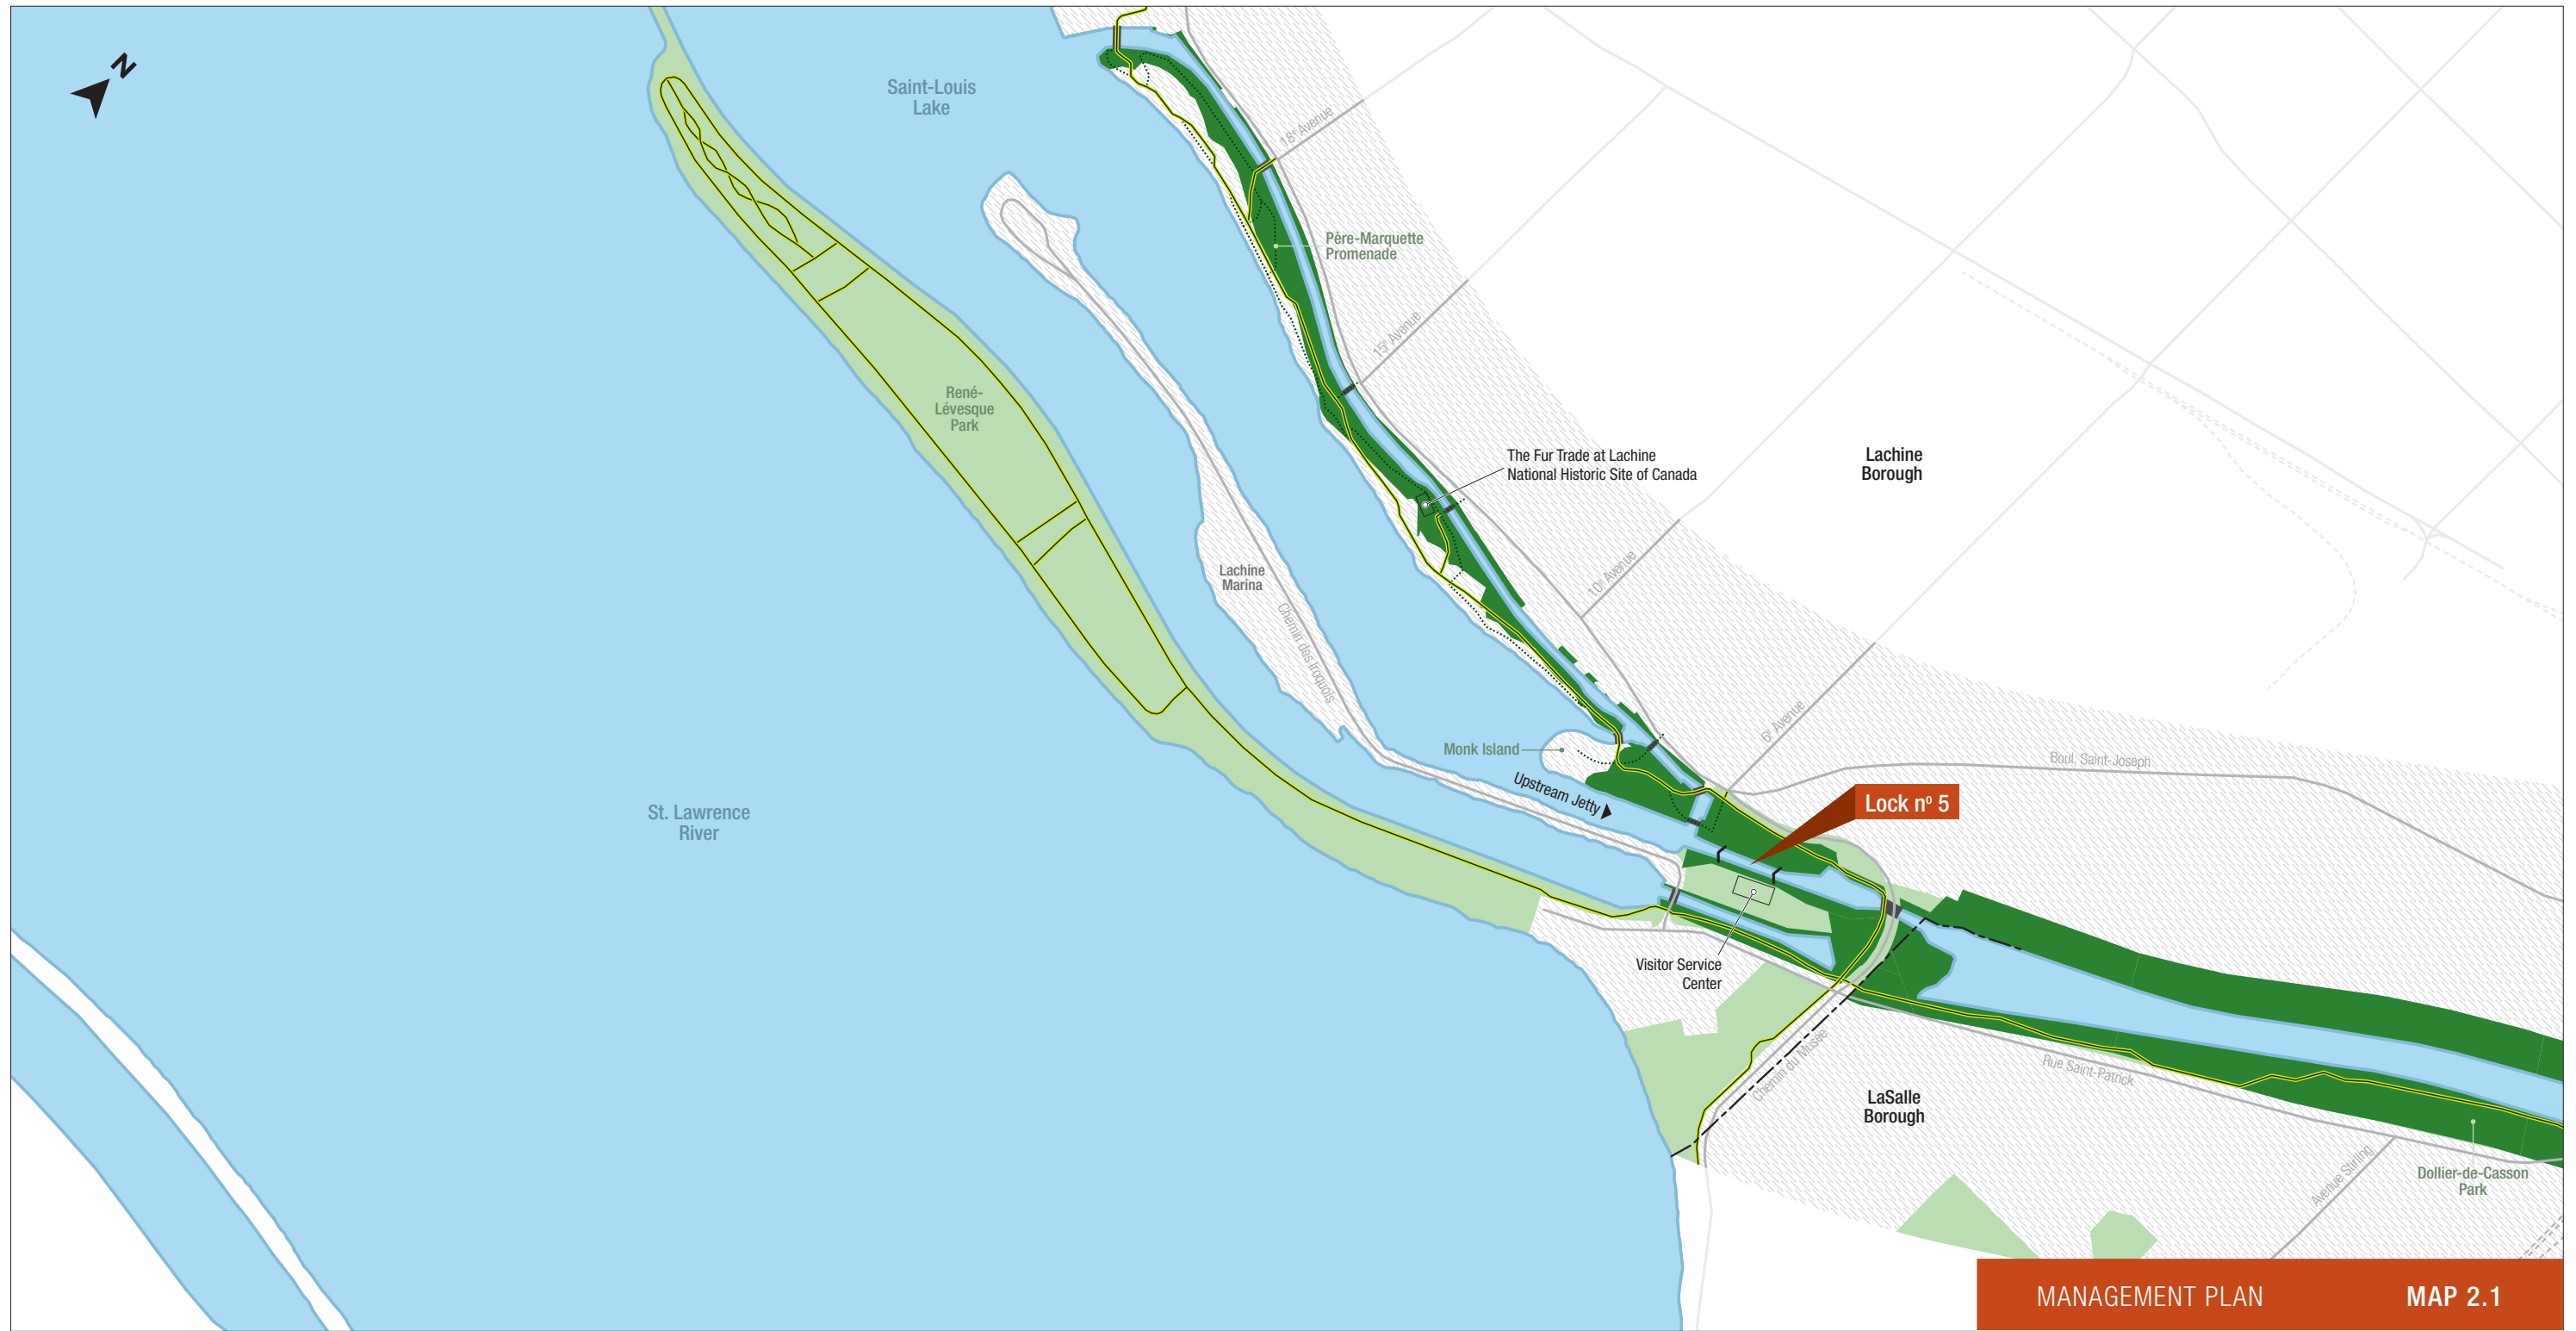 N
Saint-Louis
Lake
18e Avenue
Père-Marquette
Promenade
15e Avenue
René-
Lévesque
Park
The Fur Trade at Lachine
National Historic Site of Canada
Lachine
Borough
10e Avenue
Lachine
Marina
Chemin des Iroquois
6e Avenue
Monk Island
Boul. Saint-Joseph
Upstream Jetty
Lock no 5
St. Lawrence
River
Visitor Service
Center
Chemin du Musée
Rue Saint-Patrick
LaSalle
Borough
Avenue Stirling
Dollier-de-Casson
Park
MANAGEMENT PLAN MAP 2.1